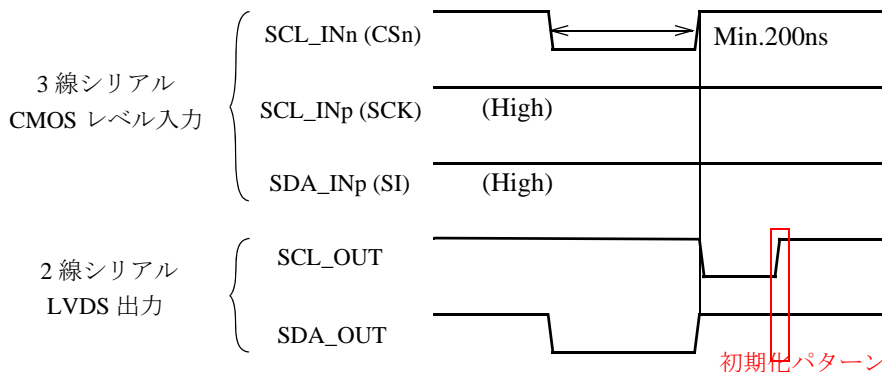 SCL_INn (CSn)
Min.200ns
3 線シリアル
CMOS レベル入力
SCL_INp (SCK)
(High)
SDA_INp (SI)
(High)
SCL_OUT
2 線シリアル
LVDS 出力
SDA_OUT
初期化パターン